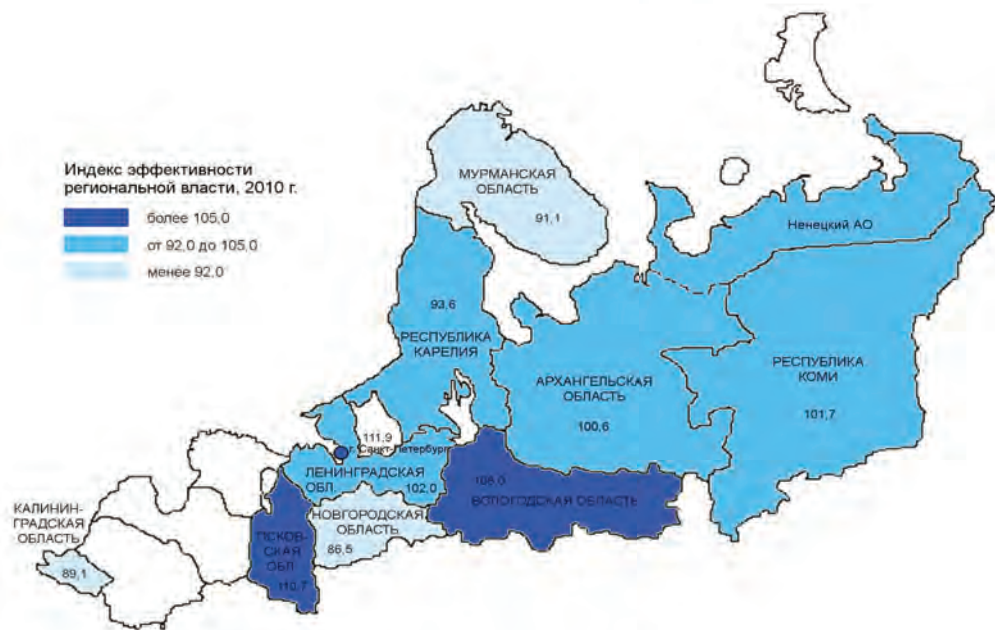 Индекс эффективности
региональной власти, 2010 г.
более 105,0
от 92,0 до 105,0
менее 92,0
МУРМАНСКАЯ
ОБЛАСТЬ
91,1
Ненецкий АО
93,6
РЕСПУБЛИКА
КАРЕЛИЯ
АРХАНГЕЛЬСКАЯ
ОБЛАСТЬ
100,6
РЕСПУБЛИКА
КОМИ
101,7
111,9
г. Санкт-Петербург
ЛЕНИНГРАДСКАЯ
ОБЛ.
102,0
108,0
ВОЛОГОДСКАЯ ОБЛАСТЬ
КАЛИНИН-
ГРАДСКАЯ
ОБЛАСТЬ
89,1
ПСКОВ-
СКАЯ
ОБЛ
110,7
НОВГОРОДСКАЯ
ОБЛАСТЬ
86,5